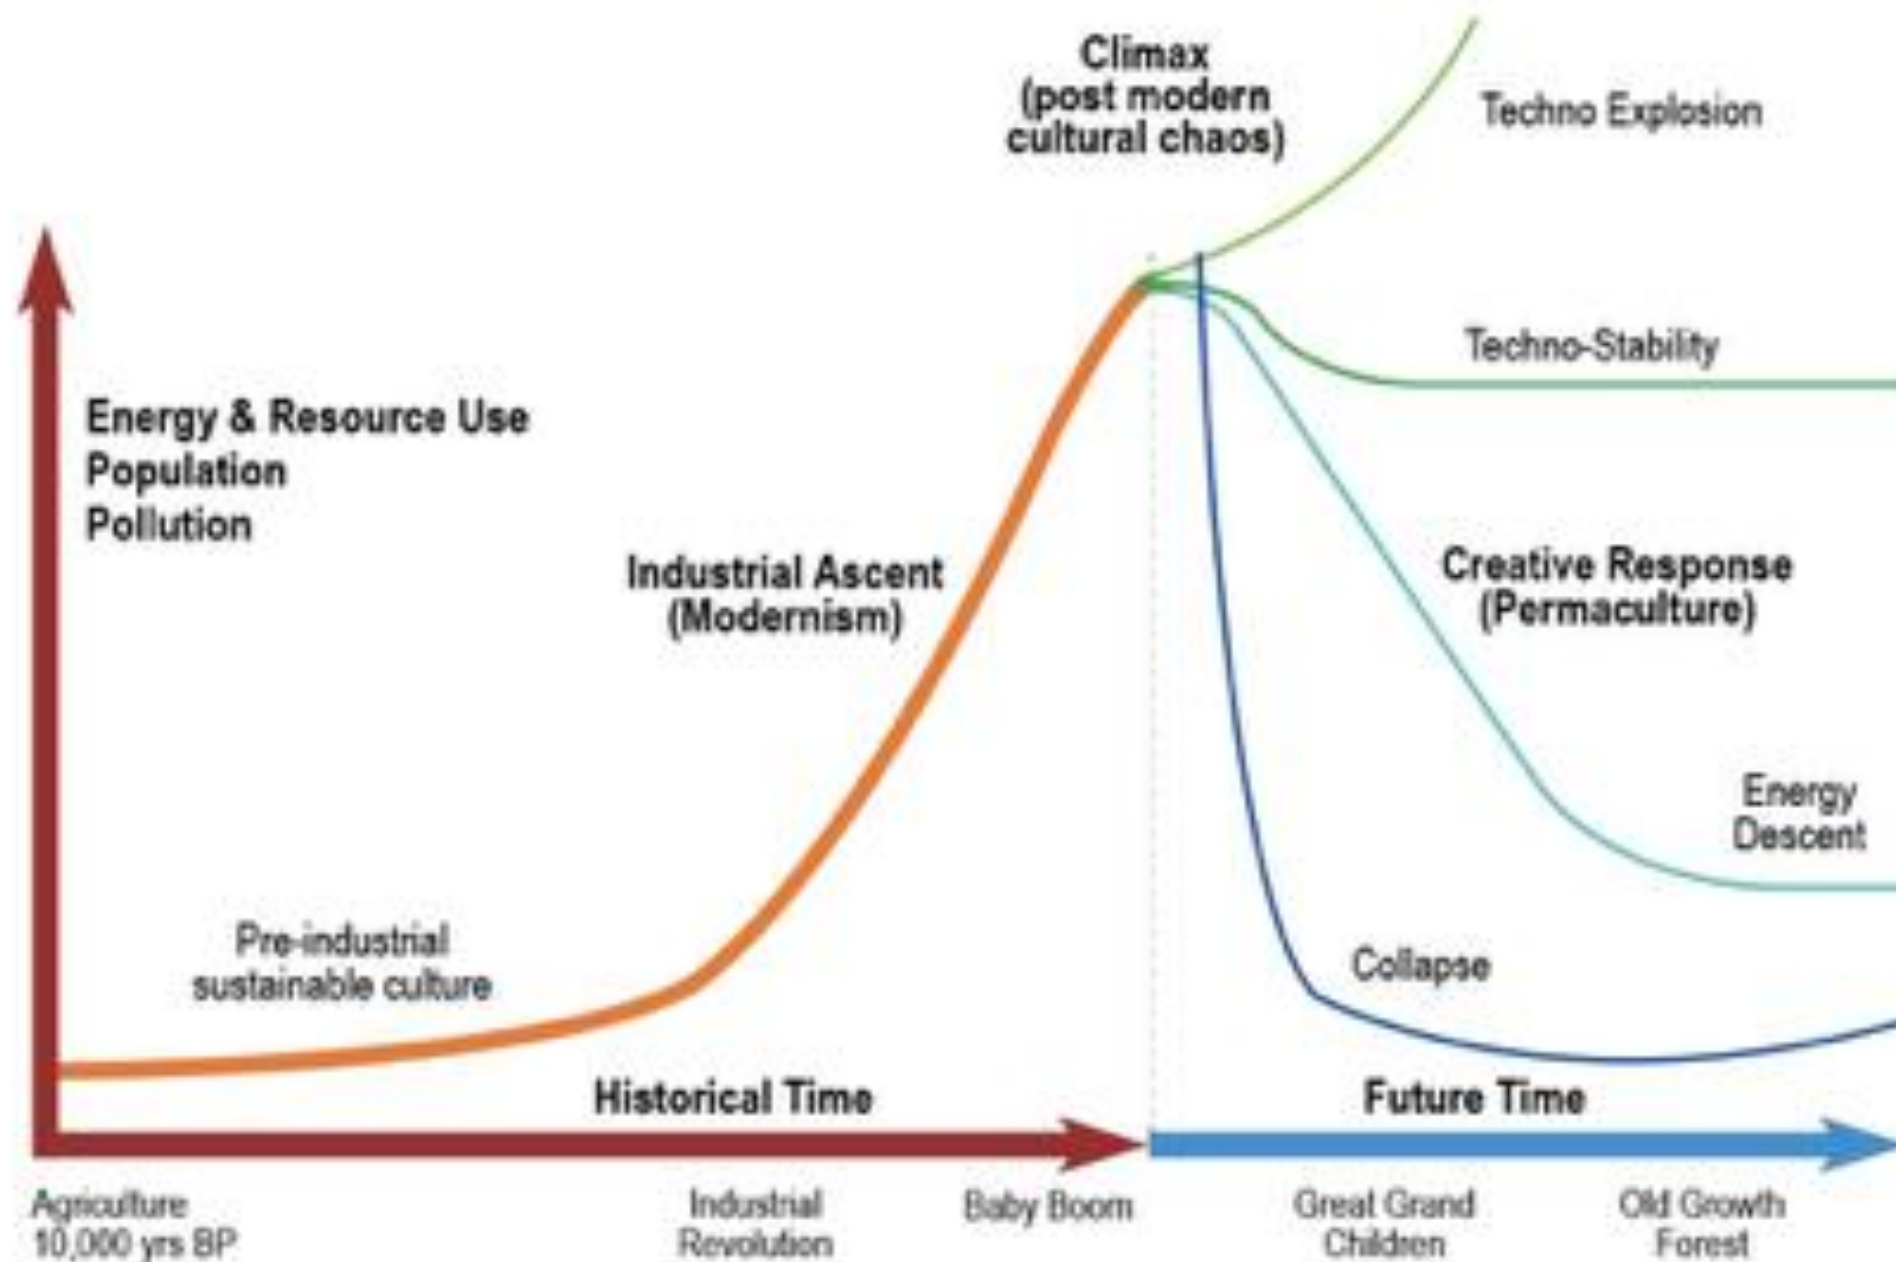 Climax
(post modern
cultural chaos)
Techno Explosion
Techno-Stability
Energy & Resource Use
Population
Pollution
Industrial Ascent
(Modernism)
Creative Response
(Permaculture)
Energy
Descent
Pre-industrial
sustainable culture
Collapse
Historical Time
Future Time
Agriculture
10,000 yrs BP
Industrial
Revolution
Baby Boom
Great Grand
Children
Old Growth
Forest